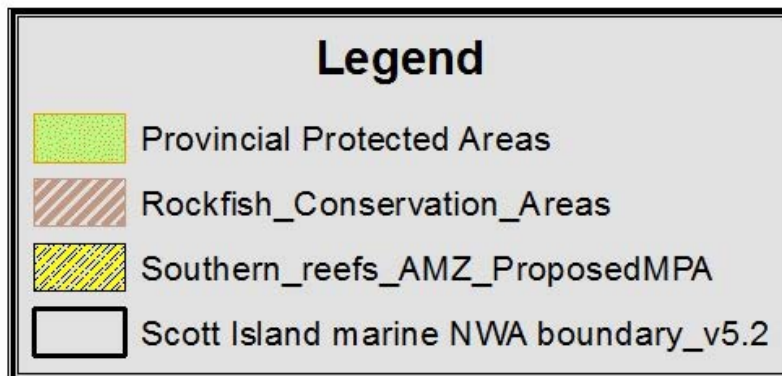 Legend
Provincial Protected Areas
Rockfish_Conservation_Areas
Southern_reefs_AMZ_ProposedMPA
Scott Island marine NWA boundary_v5.2